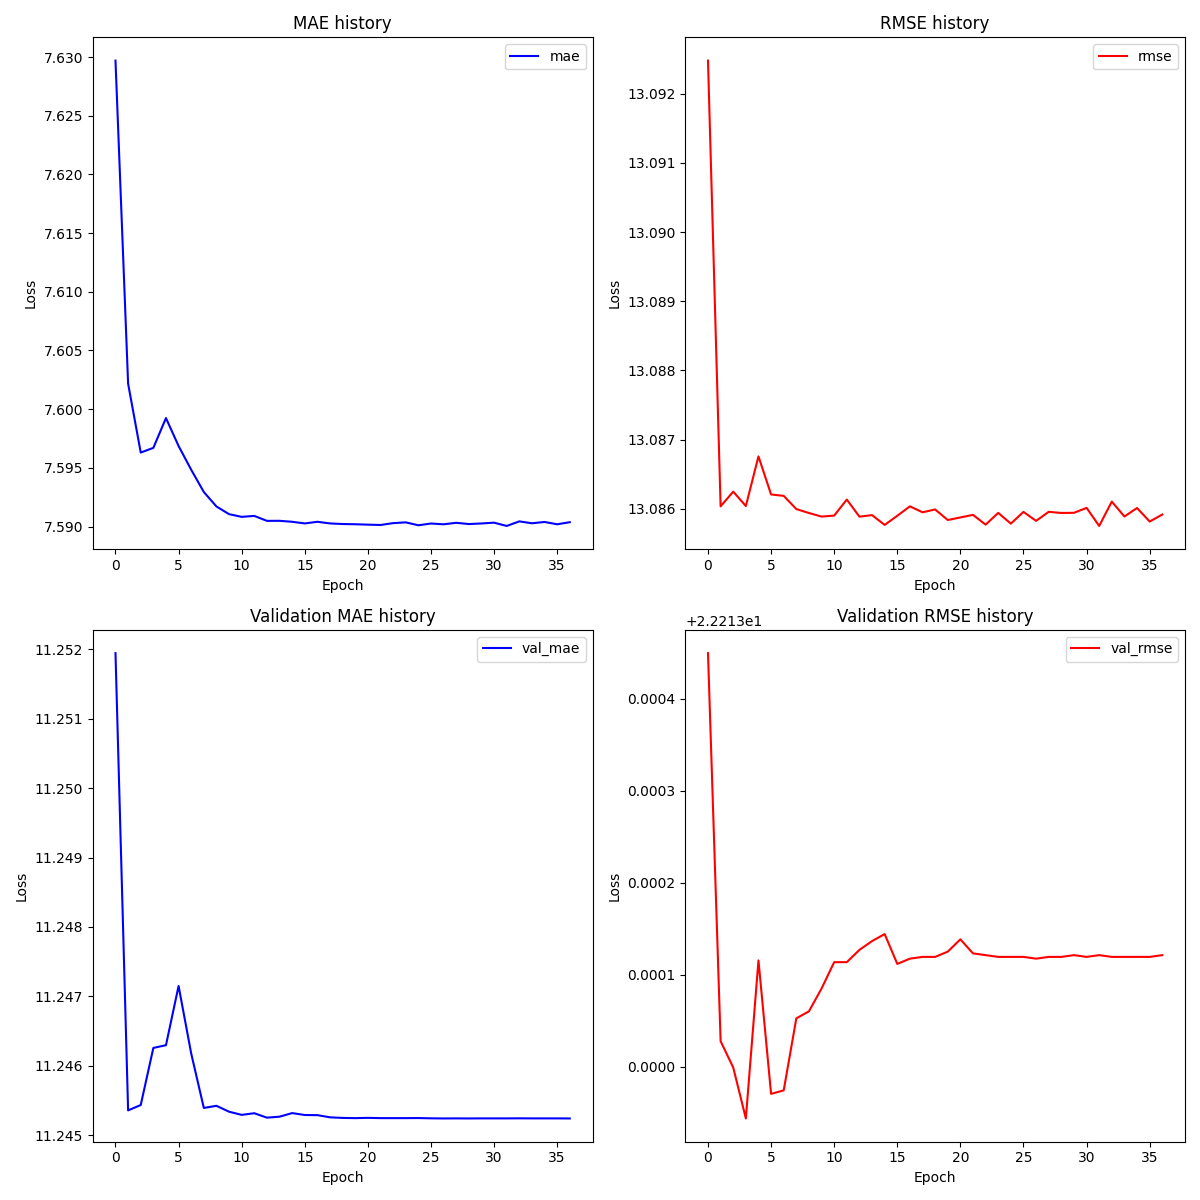 MAE history
mae
7.630
7.625
7.620
7.615
7.610
7.605
7.600
7.595
7.590
Loss
0 5 10 15 20 25 30 35
Epoch
RMSE history
rmse
13.092
13.091
13.090
13.089
13.088
13.087
13.086
Loss
0 5 10 15 20 25 30 35
Epoch
Validation MAE history
val_mae
11.252
11.251
11.250
11.249
11.248
11.247
11.246
11.245
Loss
0 5 10 15 20 25 30 35
Epoch
Validation RMSE history
+2.2213e1
val_rmse
0.0004
0.0003
0.0002
0.0001
0.0000
Loss
0 5 10 15 20 25 30 35
Epoch